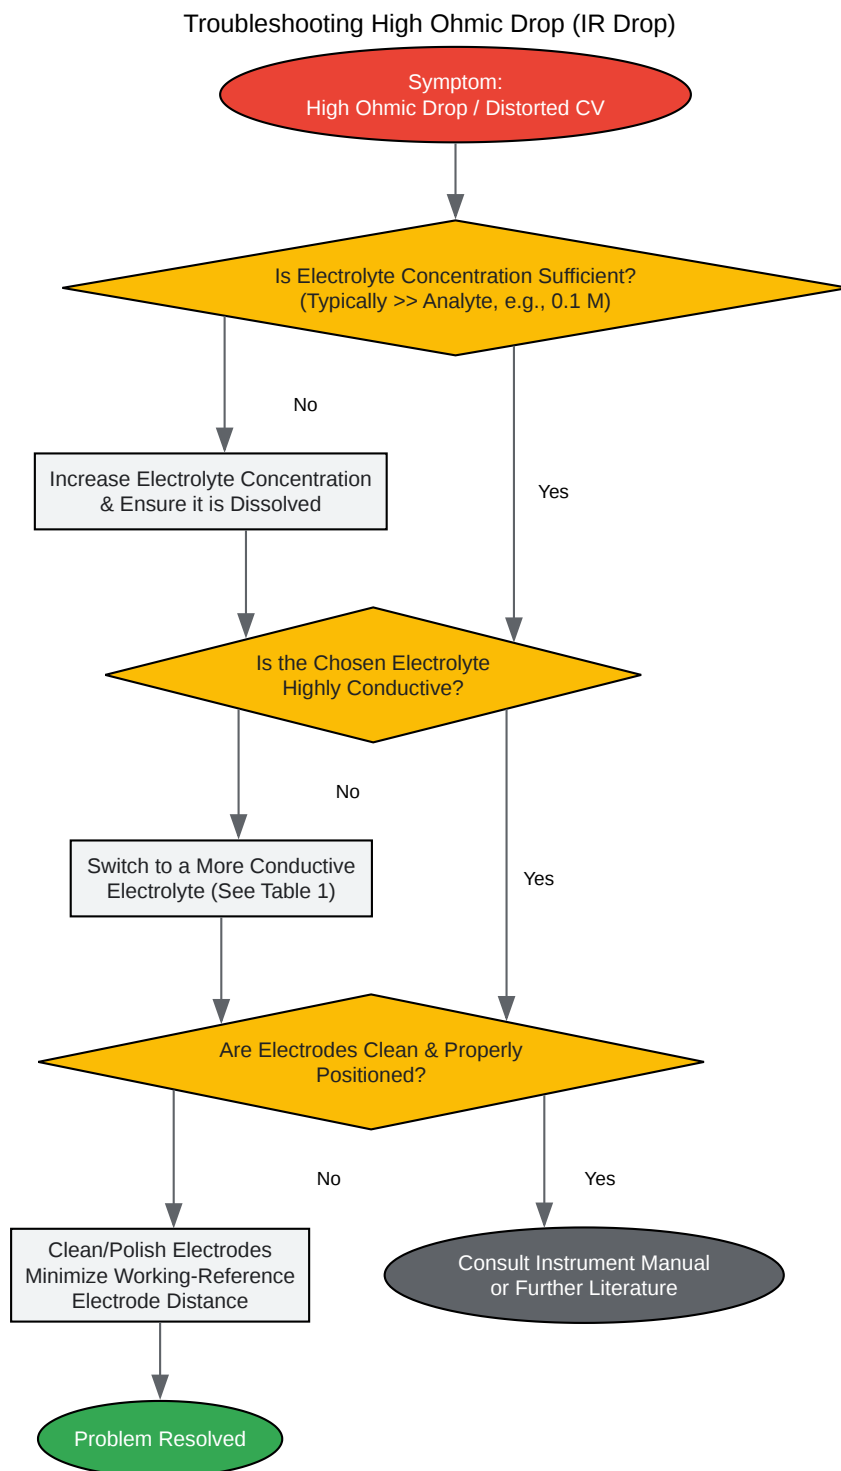 Troubleshooting High Ohmic Drop (IR Drop)
Symptom:
High Ohmic Drop / Distorted CV
Is Electrolyte Concentration Sufficient?
(Typically >> Analyte, e.g., 0.1 M)
No
Increase Electrolyte Concentration
& Ensure it is Dissolved
Yes
Is the Chosen Electrolyte
Highly Conductive?
No
Switch to a More Conductive
Electrolyte (See Table 1)
Yes
Are Electrodes Clean & Properly
Positioned?
No
Yes
Clean/Polish Electrodes
Minimize Working-Reference
Electrode Distance
Consult Instrument Manual
or Further Literature
Problem Resolved